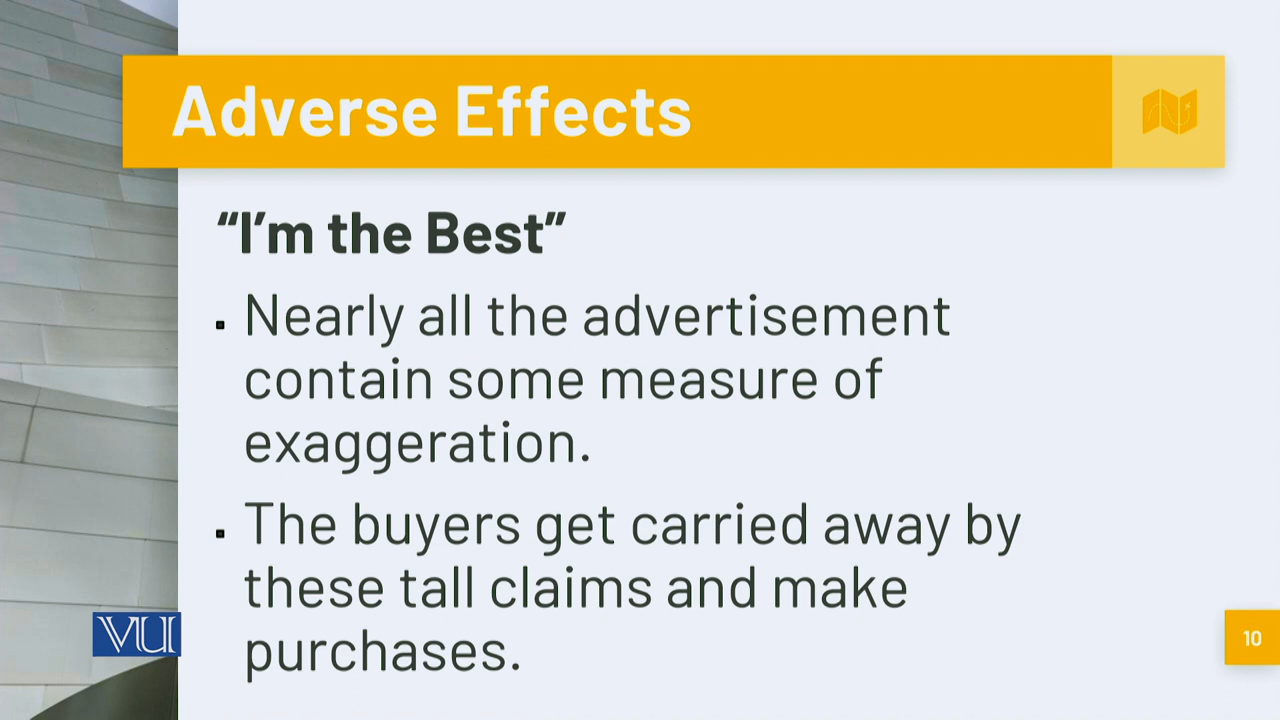 Adverse Effects
“I’m the Best”
▪ Nearly all the advertisement
contain some measure of
exaggeration.
▪ The buyers get carried away by
these tall claims and make
purchases.
VU
10